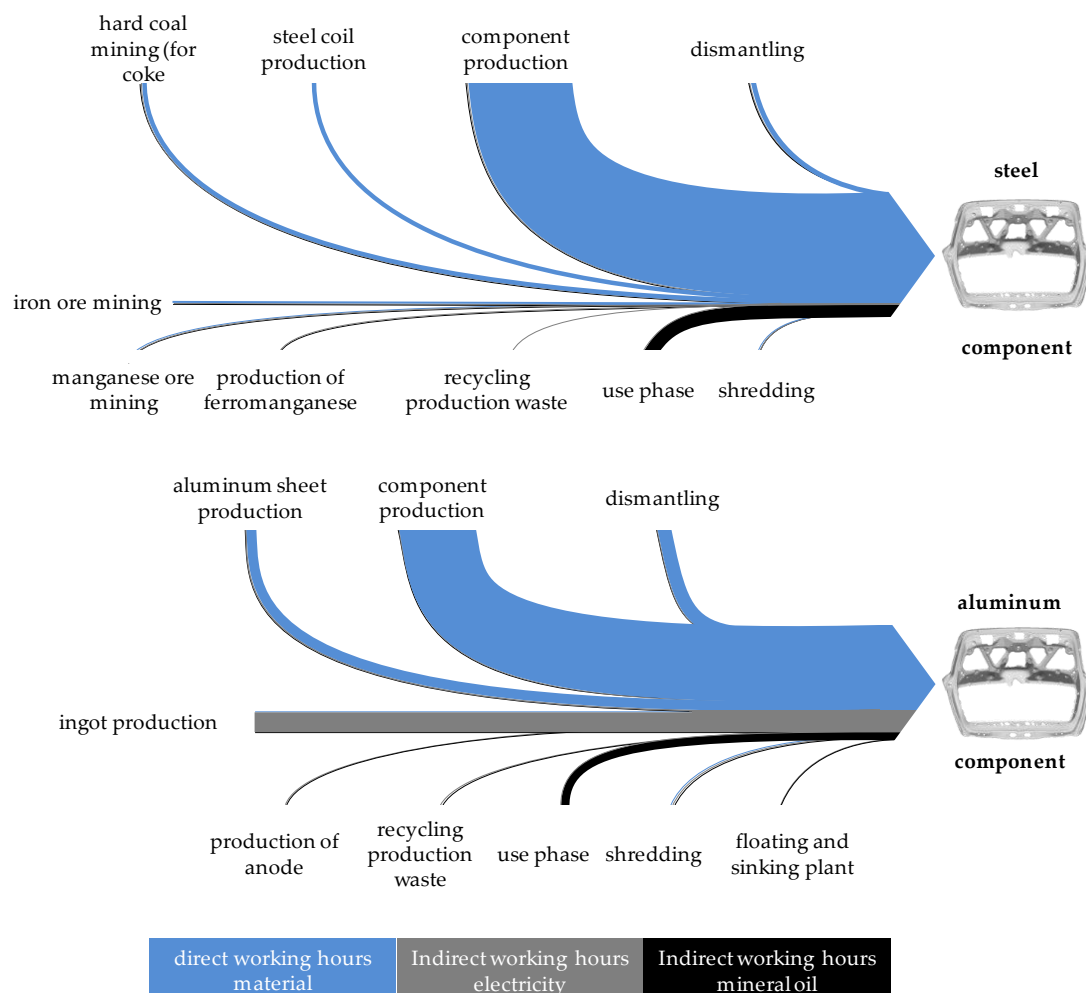 hard coal
mining (for
coke
steel coil
production
component
production
dismantling
steel
iron ore mining
component
manganese ore
mining
production of
ferromanganese
recycling
production waste
use phase
shredding
aluminum sheet
production
component
production
dismantling
aluminum
ingot production
component
production of
anode
recycling
production
waste
use phase
shredding
floating and
sinking plant
direct working hours
material
Indirect working hours
electricity
Indirect working hours
mineral oil